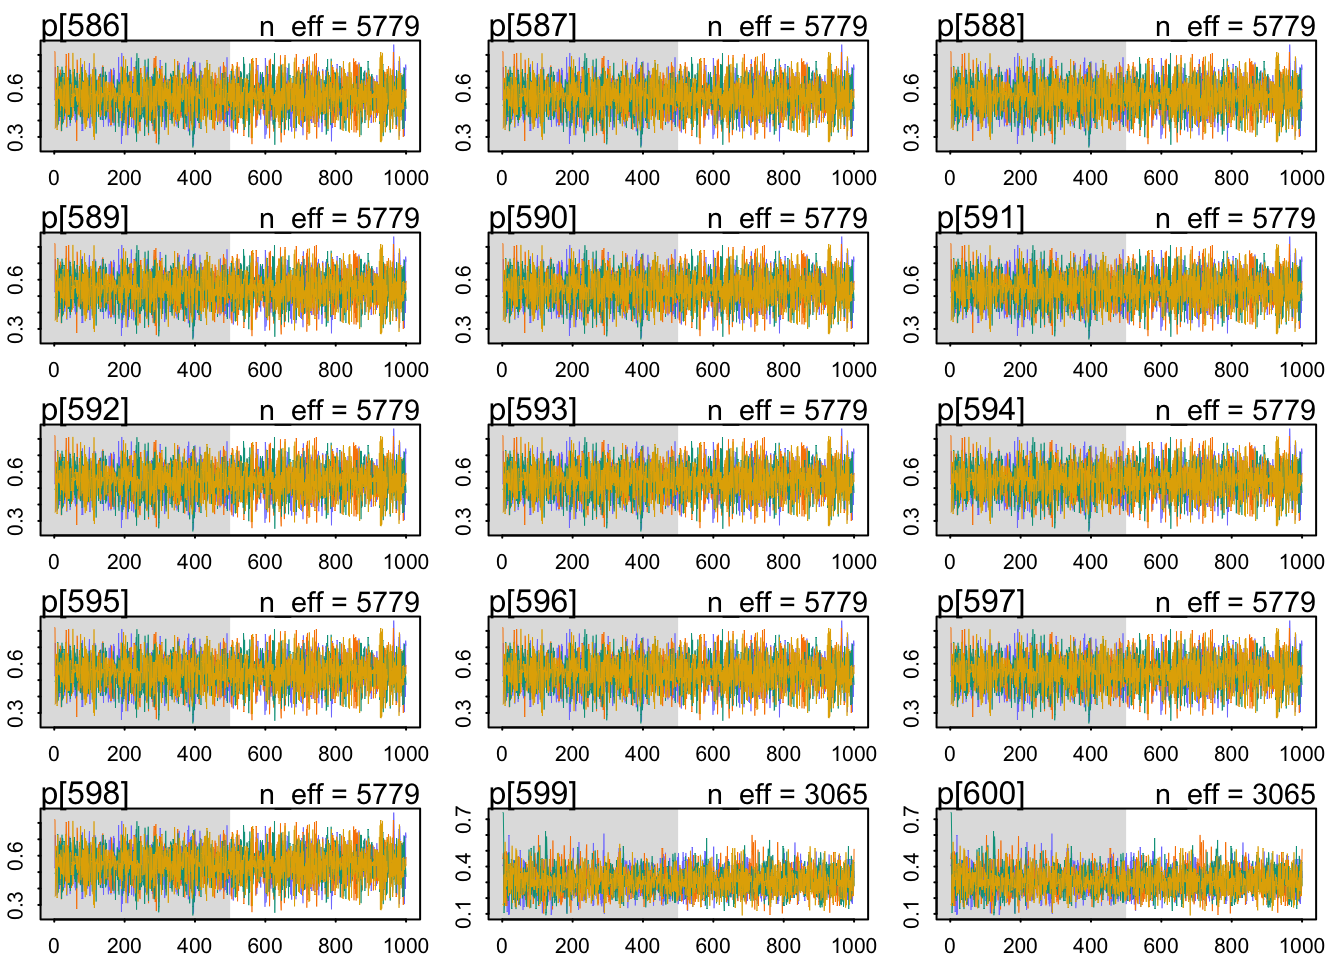 p[586] n_eff = 5779 p[587] n_eff = 5779 p[588] n_eff = 5779
0.3 0.6 0.3 0.6 0.3 0.6
0 200 400 600 800 1000 0 200 400 600 800 1000 0 200 400 600 800 1000
p[589] n_eff = 5779 p[590] n_eff = 5779 p[591] n_eff = 5779
0.3 0.6 0.3 0.6 0.3 0.6
0 200 400 600 800 1000 0 200 400 600 800 1000 0 200 400 600 800 1000
p[592] n_eff = 5779 p[593] n_eff = 5779 p[594] n_eff = 5779
0.3 0.6 0.3 0.6 0.3 0.6
0 200 400 600 800 1000 0 200 400 600 800 1000 0 200 400 600 800 1000
p[595] n_eff = 5779 p[596] n_eff = 5779 p[597] n_eff = 5779
0.3 0.6 0.3 0.6 0.3 0.6
0 200 400 600 800 1000 0 200 400 600 800 1000 0 200 400 600 800 1000
p[598] n_eff = 5779 p[599] n_eff = 3065 p[600] n_eff = 3065
0.3 0.6 0.1 0.4 0.7 0.1 0.4 0.7
0 200 400 600 800 1000 0 200 400 600 800 1000 0 200 400 600 800 1000